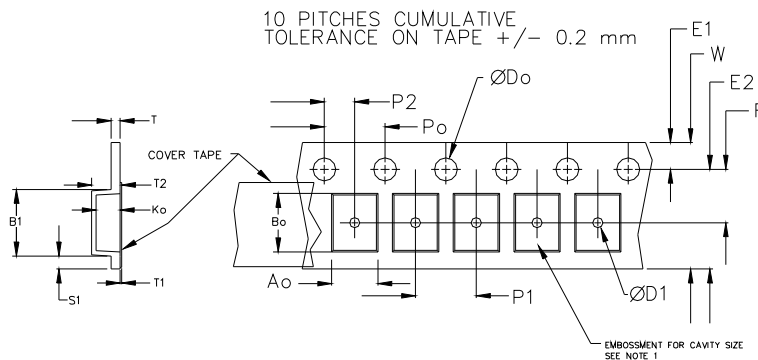 10 PITCHES CUMULATIVE
TOLERANCE ON TAPE +/- 0.2 mm
E1
W
ØDo
E2
P2
F
Po
T
COVER TAPE
T2
B1
Ko
Bo
Ao
P1
ØD1
S1
T1
EMBOSSMENT FOR CAVITY SIZE
SEE NOTE 1